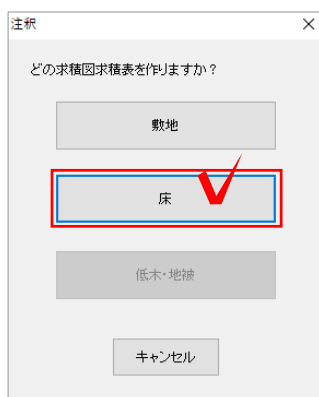 注釈
どの求積図求積表を作りますか？
敷地
床
低木・地被
キャンセル